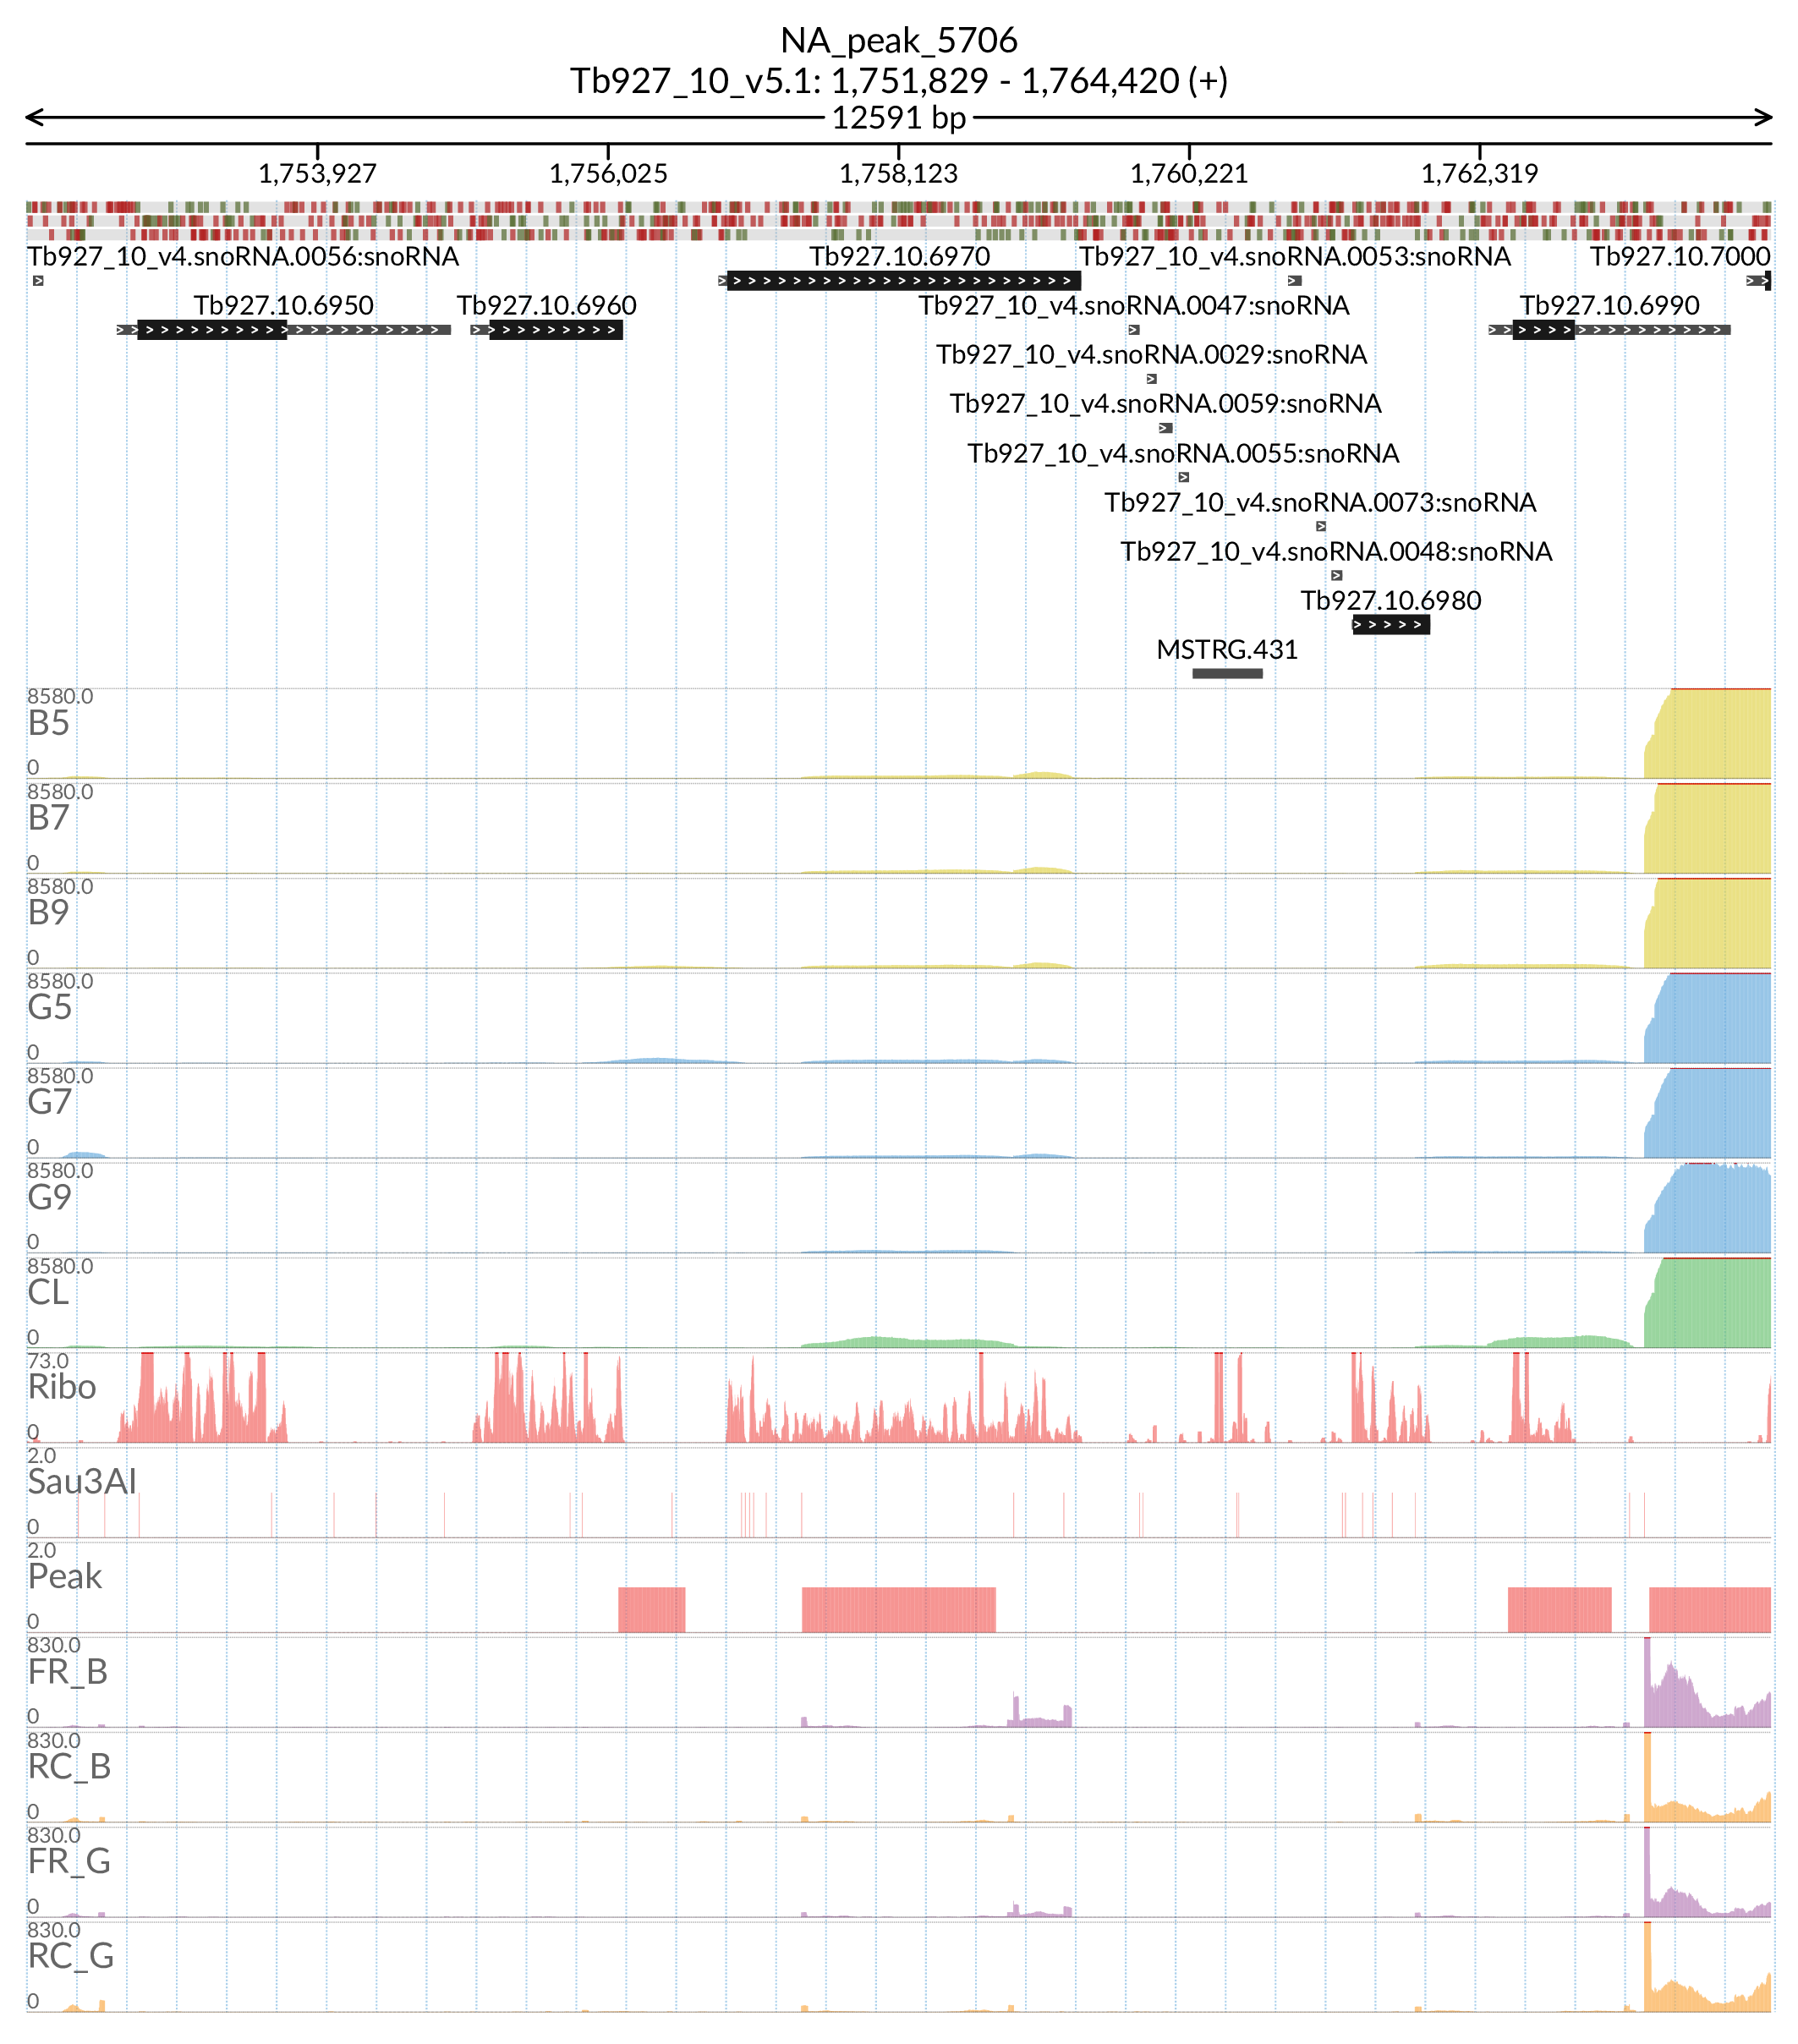 NA_peak_5706
Tb927_10_v5.1: 1,751,829 - 1,764,420 (+)
12591 bp
1,753,927 1,756,025 1,758,123 1,760,221 1,762,319
Tb927_10_v4.snoRNA.0056:snoRNA Tb927.10.6970 Tb927_10_v4.snoRNA.0053:snoRNA Tb927.10.7000
Tb927.10.6950 Tb927.10.6960 Tb927_10_v4.snoRNA.0047:snoRNA Tb927.10.6990
Tb927_10_v4.snoRNA.0029:snoRNA
Tb927_10_v4.snoRNA.0059:snoRNA
Tb927_10_v4.snoRNA.0055:snoRNA
Tb927_10_v4.snoRNA.0073:snoRNA
Tb927_10_v4.snoRNA.0048:snoRNA
Tb927.10.6980
MSTRG.431
8580.0
B5
0
8580.0
B7
0
8580.0
B9
0
8580.0
G5
0
8580.0
G7
0
8580.0
G9
0
8580.0
CL
0
73.0
Ribo
0
2.0
Sau3AI
0
2.0
Peak
0
830.0
FR_B
0
830.0
RC_B
0
830.0
FR_G
0
830.0
RC_G
0